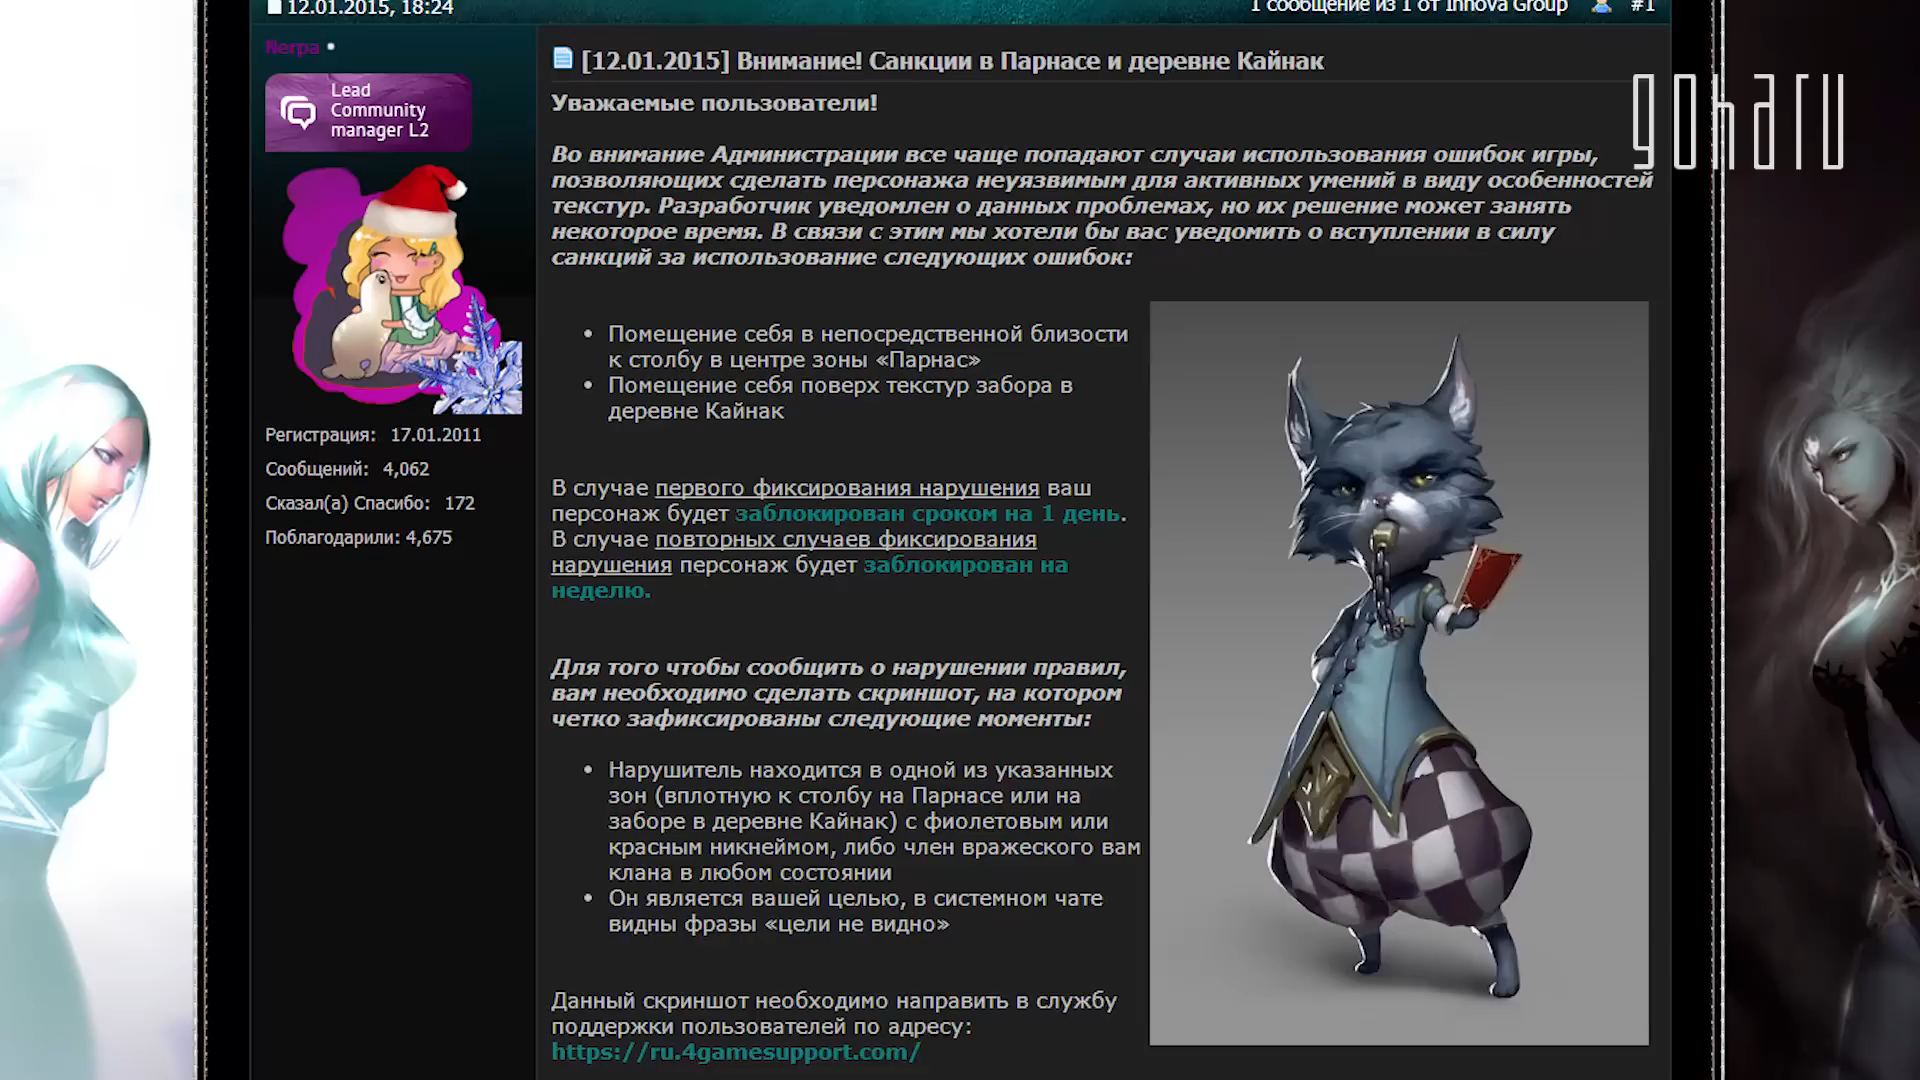 12.01.2015, 18:24
1 сообщение из 1 от Innova Group
#1
Nerpa
Lead
Community
manager L2
Регистрация: 17.01.2011
Сообщений: 4,062
Сказал(а) Спасибо: 172
Поблагодарили: 4,675
[12.01.2015] Внимание! Санкции в Парнасе и деревне Кайнак
goharu
Уважаемые пользователи!
Во внимание Администрации все чаще попадают случаи использования ошибок игры,
позволяющих сделать персонажа неуязвимым для активных умений в виду особенностей
текстур. Разработчик уведомлен о данных проблемах, но их решение может занять
некоторое время. В связи с этим мы хотели бы вас уведомить о вступлении в силу
санкций за использование следующих ошибок:
• Помещение себя в непосредственной близости
к столбу в центре зоны «Парнас»
• Помещение себя поверх текстур забора в
деревне Кайнак
В случае первого фиксирования нарушения ваш
персонаж будет заблокирован сроком на 1 день.
В случае повторных случаев фиксирования
нарушения персонаж будет заблокирован на
неделю.
Для того чтобы сообщить о нарушении правил,
вам необходимо сделать скриншот, на котором
четко зафиксированы следующие моменты:
• Нарушитель находится в одной из указанных
зон (вплотную к столбу на Парнасе или на
заборе в деревне Кайнак) с фиолетовым или
красным никнеймом, либо член вражеского вам
клана в любом состоянии
• Он является вашей целью, в системном чате
видны фразы «цели не видно»
Данный скриншот необходимо направить в службу
поддержки пользователей по адресу:
https://ru.4gamesupport.com/